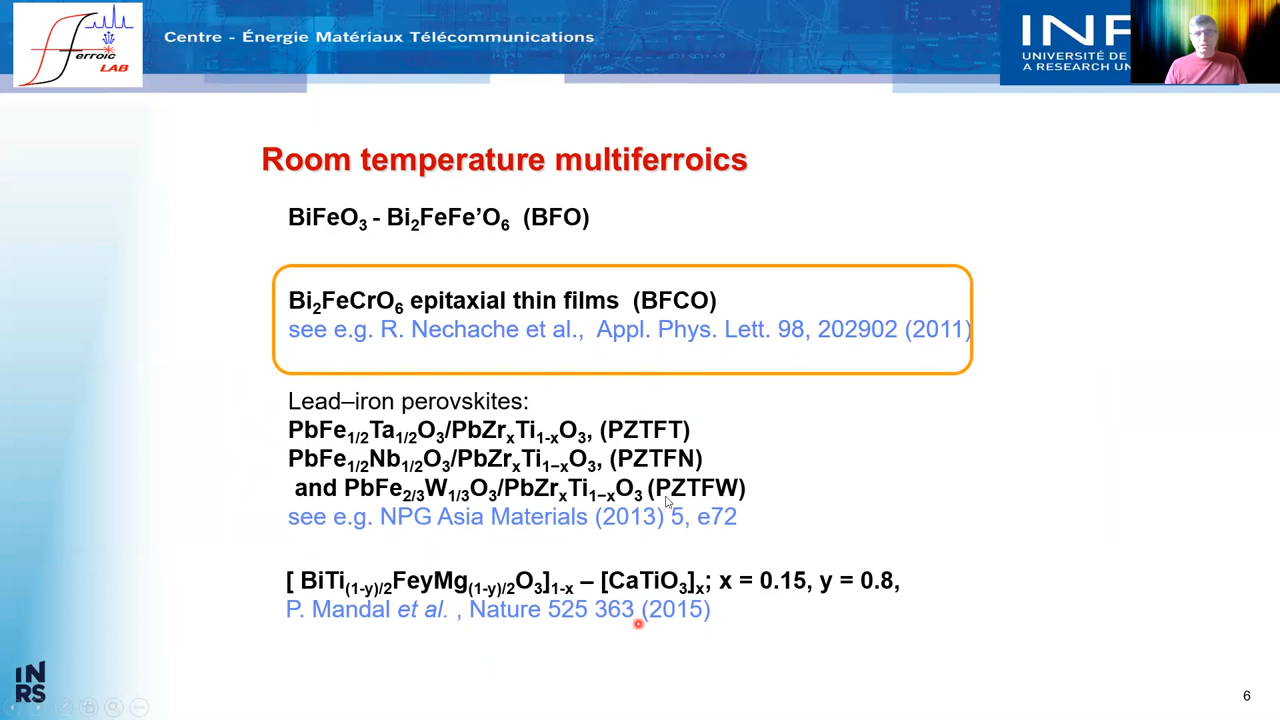 erroic
LAB
Centre - Énergie Matériaux Télécommunications
UNIVERSITÉ DE
A RESEARCH
Room temperature multiferroics
BiFeO₃ - Bi₂FeFe’O₆ (BFO)
Bi₂FeCrO₆ epitaxial thin films (BFCO)
see e.g. R. Nechache et al., Appl. Phys. Lett. 98, 202902 (2011)
Lead–iron perovskites:
PbFe₁/₂Ta₁/₂O₃/PbZrₓTi₁₋ₓO₃, (PZTFT)
PbFe₁/₂Nb₁/₂O₃/PbZrₓTi₁₋ₓO₃, (PZTFN)
and PbFe₂/₃W₁/₃O₃/PbZrₓTi₁₋ₓO₃ (PZTFW)
see e.g. NPG Asia Materials (2013) 5, e72
[ BiTi(1-y)/2FeyMg(1-y)/2O₃]₁₋ₓ – [CaTiO₃]ₓ; x = 0.15, y = 0.8,
P. Mandal et al. , Nature 525 363 (2015)
INRS
6